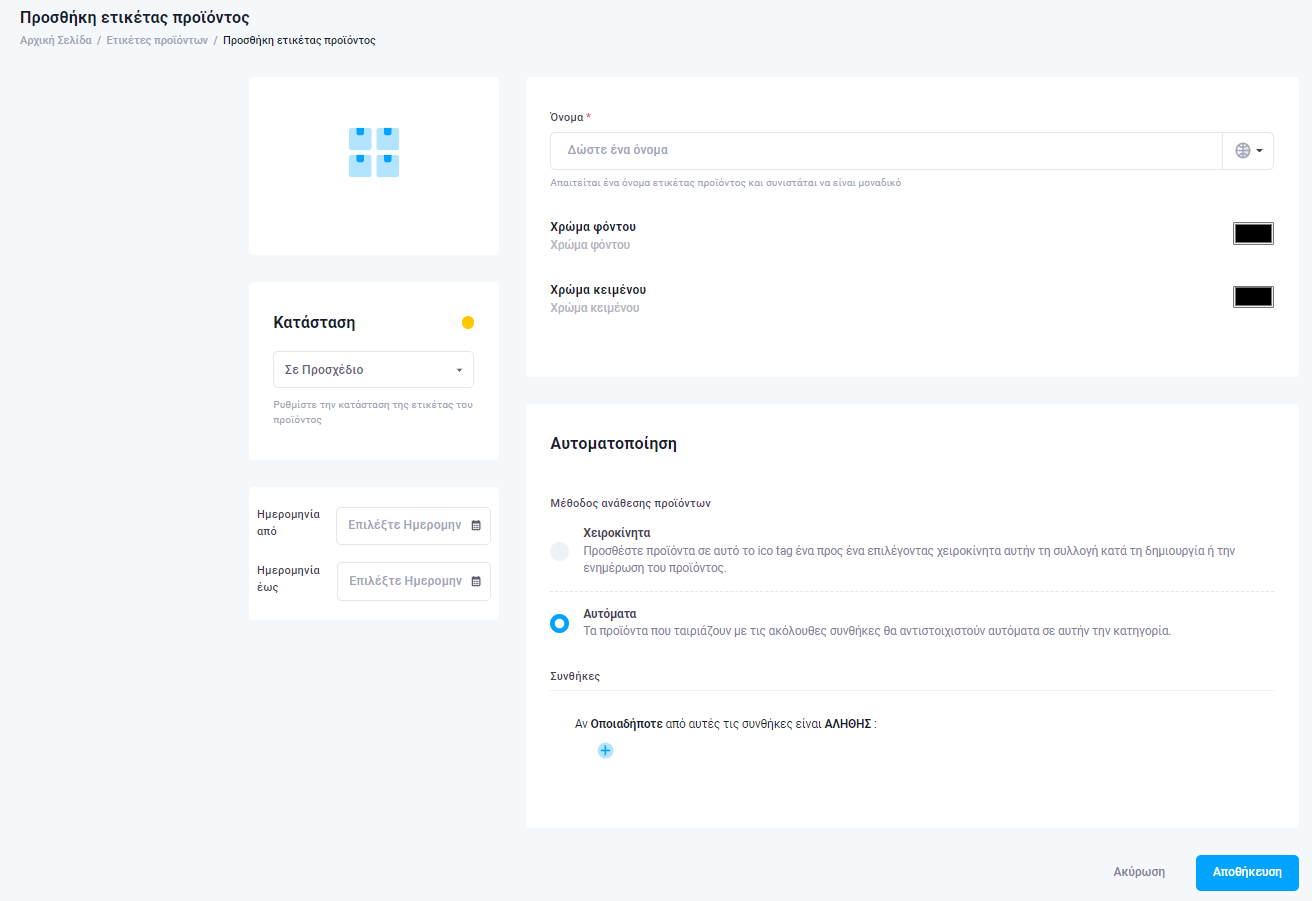 Προσθήκη ετικέτας προϊόντος
Αρχική Σελίδα / Ετικέτες προϊόντων / Προσθήκη ετικέτας προϊόντος
Κατάσταση
Σε Προσχέδιο
Ρυθμίστε την κατάσταση της ετικέτας του
προϊόντος
Ημερομηνία
από
Επιλέξτε Ημερομην
Ημερομηνία
έως
Επιλέξτε Ημερομην
Όνομα *
Δώστε ένα όνομα
Απαιτείται ένα όνομα ετικέτας προϊόντος και συνιστάται να είναι μοναδικό
Χρώμα φόντου
Χρώμα φόντου
Χρώμα κειμένου
Χρώμα κειμένου
Αυτοματοποίηση
Μέθοδος ανάθεσης προϊόντων
Χειροκίνητα
Προσθέστε προϊόντα σε αυτό το ico tag ένα προς ένα επιλέγοντας χειροκίνητα αυτήν τη συλλογή κατά τη δημιουργία ή την
ενημέρωση του προϊόντος.
Αυτόματα
Τα προϊόντα που ταιριάζουν με τις ακόλουθες συνθήκες θα αντιστοιχιστούν αυτόματα σε αυτήν την κατηγορία.
Συνθήκες
Αν Οποιαδήποτε από αυτές τις συνθήκες είναι ΑΛΗΘΗΣ :
Ακύρωση
Αποθήκευση